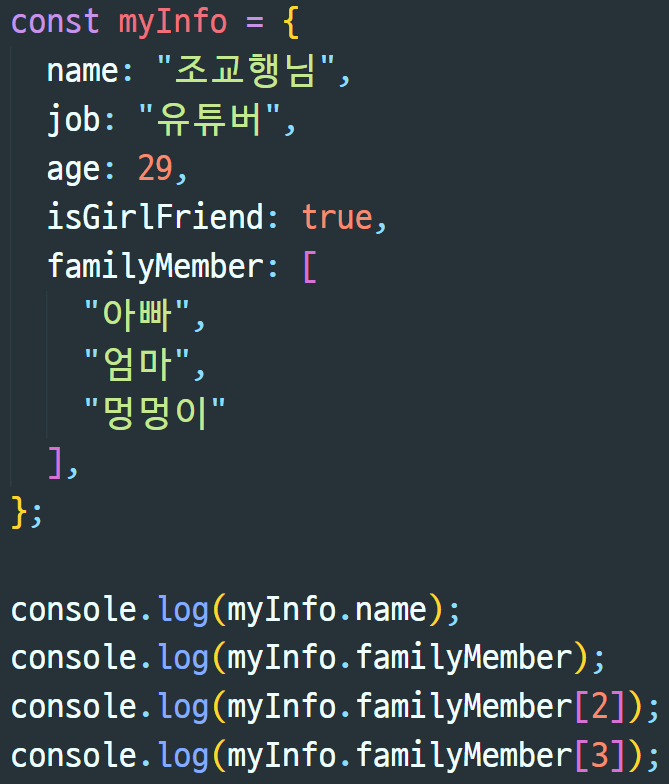 const myInfo = {
  name: "조교행님",
  job: "유튜버",
  age: 29,
  isGirlFriend: true,
  familyMember: [
    "아빠",
    "엄마",
    "멍멍이"
  ],
};

console.log(myInfo.name);
console.log(myInfo.familyMember);
console.log(myInfo.familyMember[2]);
console.log(myInfo.familyMember[3]);